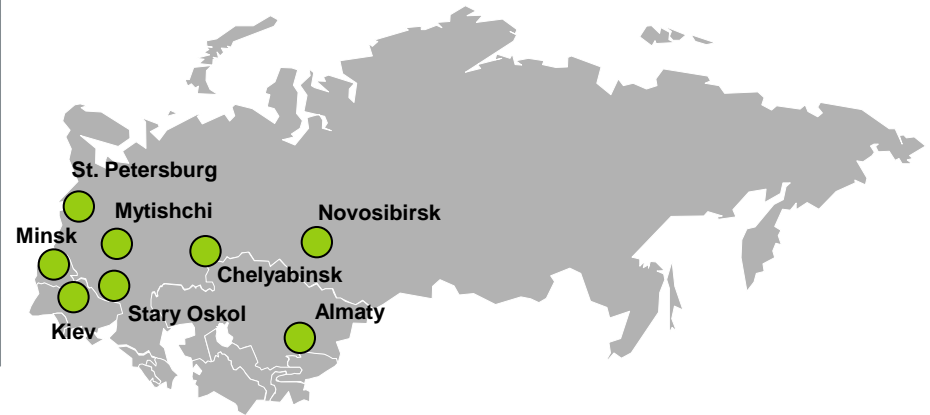 St. Petersburg
Mytishchi
Novosibirsk
Minsk
Chelyabinsk
Stary Oskol
Almaty
Kiev